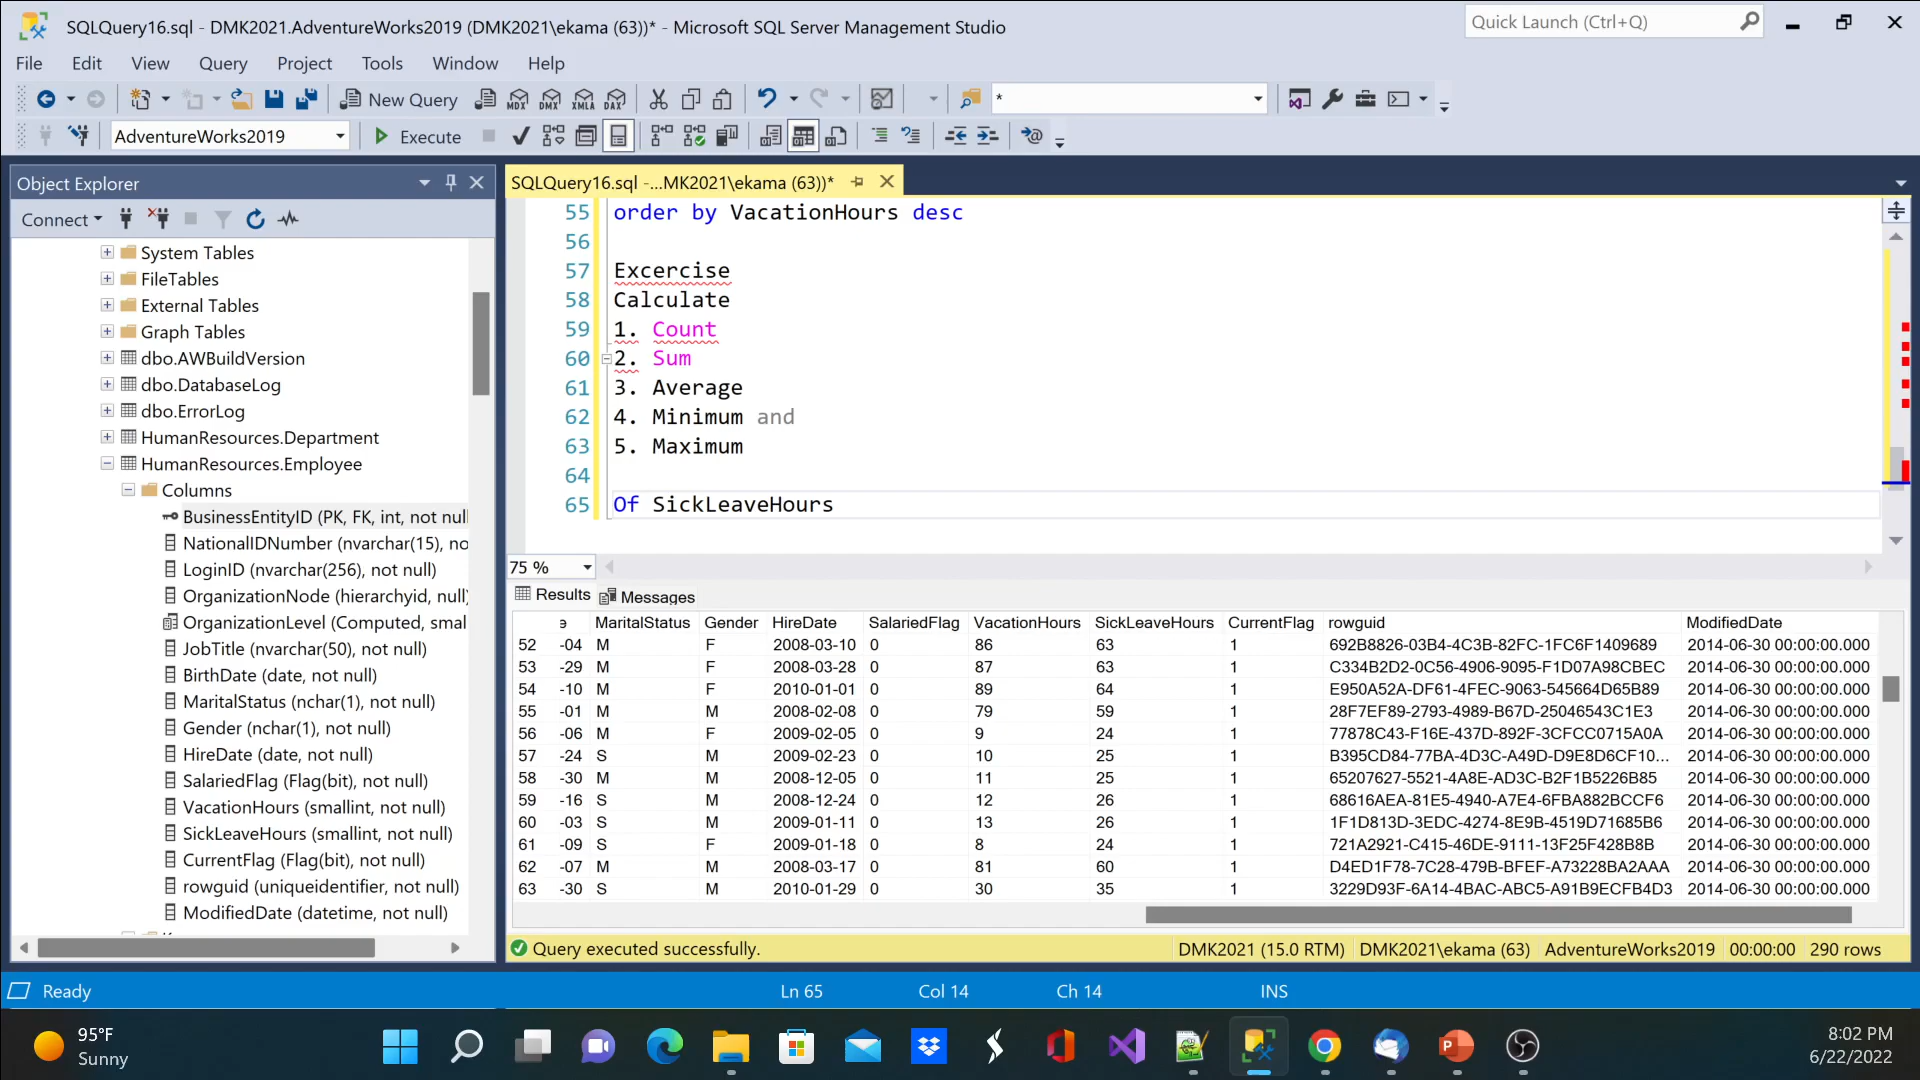 SQLQuery16.sql - DMK2021.AdventureWorks2019 (DMK2021\ekama (63))* - Microsoft SQL Server Management Studio
Quick Launch (Ctrl+Q)
File Edit View Query Project Tools Window Help
New Query MDX DMX XMLA DAX *
AdventureWorks2019 Execute
Object Explorer
SQLQuery16.sql -...MK2021\ekama (63))*
Connect
System Tables
FileTables
External Tables
Graph Tables
dbo.AWBuildVersion
dbo.DatabaseLog
dbo.ErrorLog
HumanResources.Department
HumanResources.Employee
Columns
BusinessEntityID (PK, FK, int, not null
NationalIDNumber (nvarchar(15), no
LoginID (nvarchar(256), not null)
OrganizationNode (hierarchyid, null)
OrganizationLevel (Computed, smal
JobTitle (nvarchar(50), not null)
BirthDate (date, not null)
MaritalStatus (nchar(1), not null)
Gender (nchar(1), not null)
HireDate (date, not null)
SalariedFlag (Flag(bit), not null)
VacationHours (smallint, not null)
SickLeaveHours (smallint, not null)
CurrentFlag (Flag(bit), not null)
rowguid (uniqueidentifier, not null)
ModifiedDate (datetime, not null)
55 order by VacationHours desc
56
57 Excercise
58 Calculate
59 1. Count
60 2. Sum
61 3. Average
62 4. Minimum and
63 5. Maximum
64
65 Of SickLeaveHours
75 %
Results Messages
e MaritalStatus Gender HireDate SalariedFlag VacationHours SickLeaveHours CurrentFlag rowguid ModifiedDate
52 -04 M F 2008-03-10 0 86 63 1 692B8826-03B4-4C3B-82FC-1FC6F1409689 2014-06-30 00:00:00.000
53 -29 M F 2008-03-28 0 87 63 1 C334B2D2-0C56-4906-9095-F1D07A98CBEC 2014-06-30 00:00:00.000
54 -10 M F 2010-01-01 0 89 64 1 E950A52A-DF61-4FEC-9063-545664D65B89 2014-06-30 00:00:00.000
55 -01 M M 2008-02-08 0 79 59 1 28F7EF89-2793-4989-B67D-25046543C1E3 2014-06-30 00:00:00.000
56 -06 M F 2009-02-05 0 9 24 1 77878C43-F16E-437D-892F-3CFCC0715A0A 2014-06-30 00:00:00.000
57 -24 S M 2009-02-23 0 10 25 1 B395CD84-77BA-4D3C-A49D-D9E8D6CF10... 2014-06-30 00:00:00.000
58 -30 M M 2008-12-05 0 11 25 1 65207627-5521-4A8E-AD3C-B2F1B5226B85 2014-06-30 00:00:00.000
59 -16 S M 2008-12-24 0 12 26 1 68616AEA-81E5-4940-A7E4-6FBA882BCCF6 2014-06-30 00:00:00.000
60 -03 S M 2009-01-11 0 13 26 1 1F1D813D-3EDC-4274-8E9B-4519D71685B6 2014-06-30 00:00:00.000
61 -09 S F 2009-01-18 0 8 24 1 721A2921-C415-46DE-9111-13F25F428B8B 2014-06-30 00:00:00.000
62 -07 M M 2008-03-17 0 81 60 1 D4ED1F78-7C28-479B-BFEF-A73228BA2AAA 2014-06-30 00:00:00.000
63 -30 S M 2010-01-29 0 30 35 1 3229D93F-6A14-4BAC-ABC5-A91B9ECFB4D3 2014-06-30 00:00:00.000
Query executed successfully. DMK2021 (15.0 RTM) DMK2021\ekama (63) AdventureWorks2019 00:00:00 290 rows
Ready Ln 65 Col 14 Ch 14 INS
95°F
Sunny
8:02 PM
6/22/2022